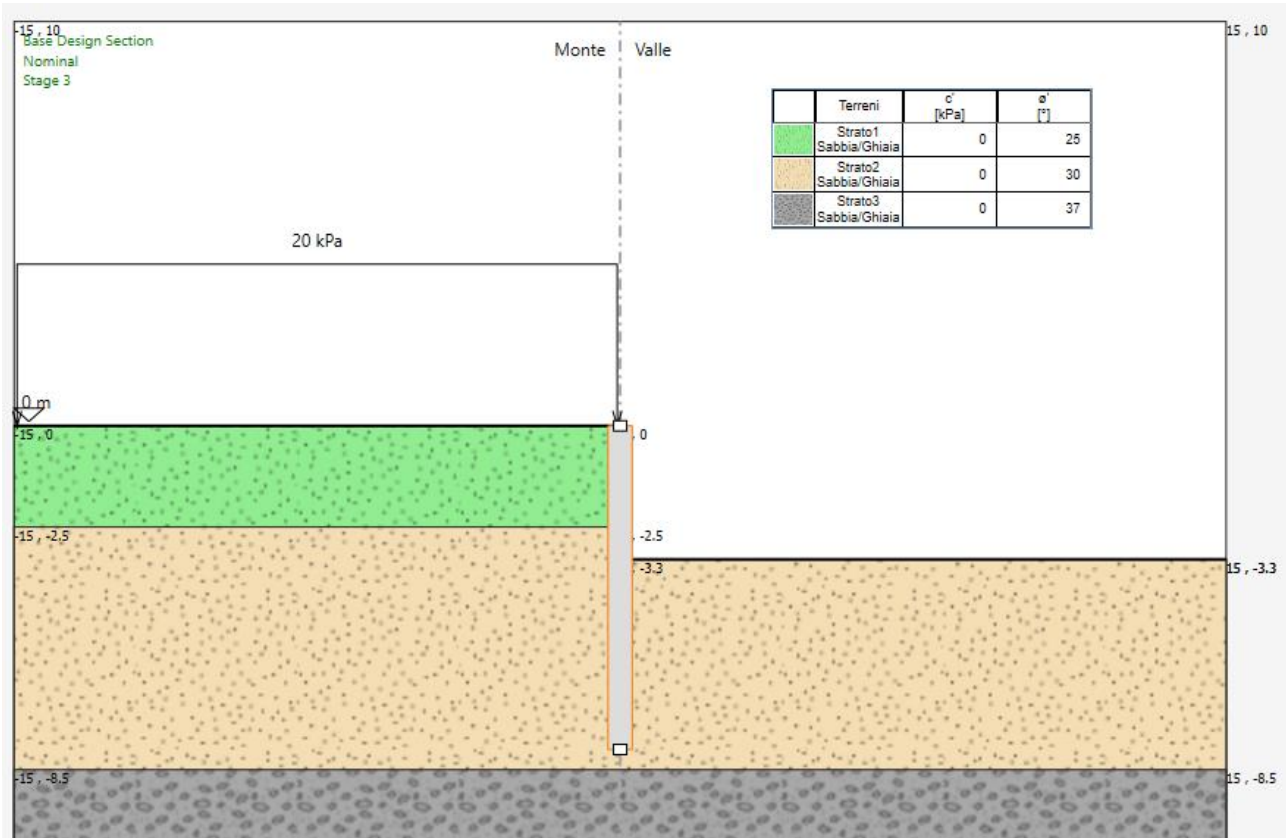 -15 , 10
Base Design Section
Nominal
Stage 3
Monte
Valle
15 , 10
Terreni
c'
[kPa]
ø'
[°]
Strato1
Sabbia/Ghiaia
0
25
Strato2
Sabbia/Ghiaia
0
30
Strato3
Sabbia/Ghiaia
0
37
20 kPa
0 m
-15 , 0
, 0
-15 , -2.5
, -2.5
, -3.3
15 , -3.3
-15 , -8.5
15 , -8.5